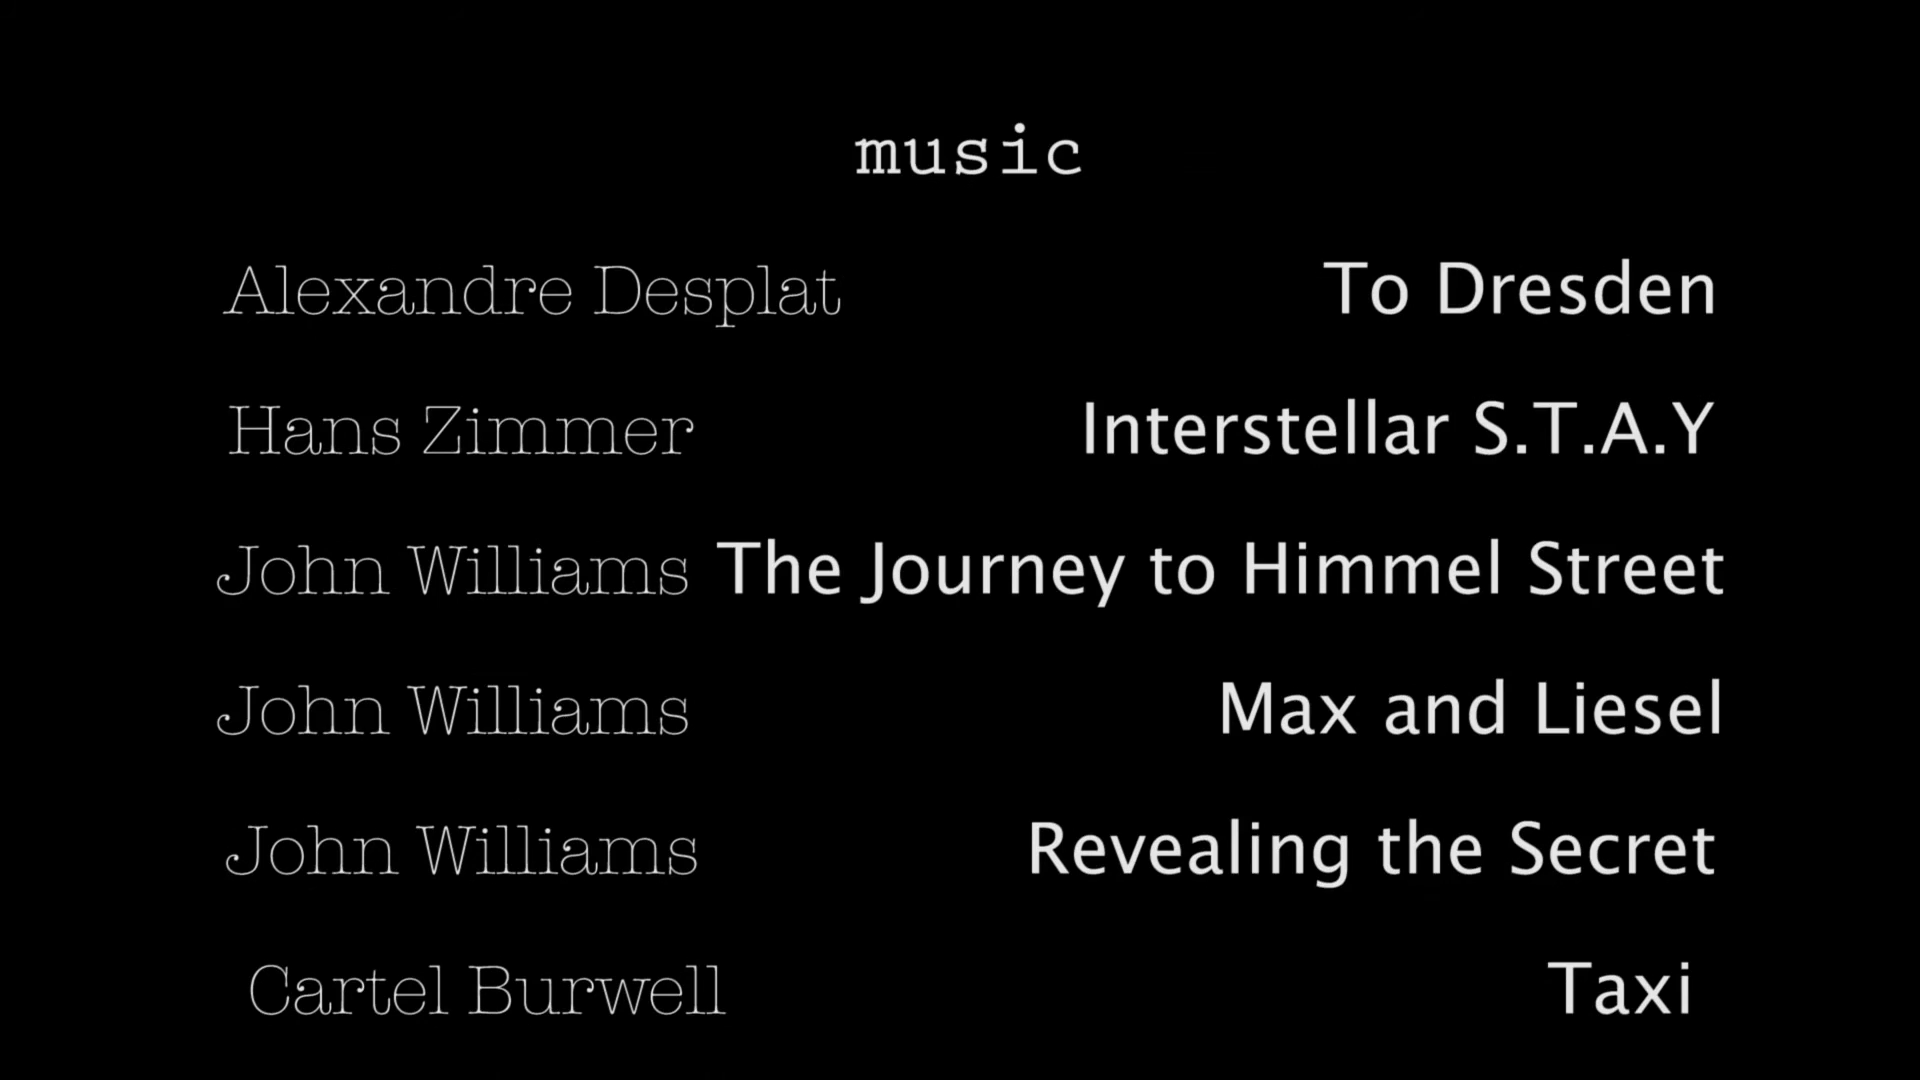 music
Alexandre Desplat To Dresden
Hans Zimmer Interstellar S.T.A.Y
John Williams The Journey to Himmel Street
John Williams Max and Liesel
John Williams Revealing the Secret
Cartel Burwell Taxi